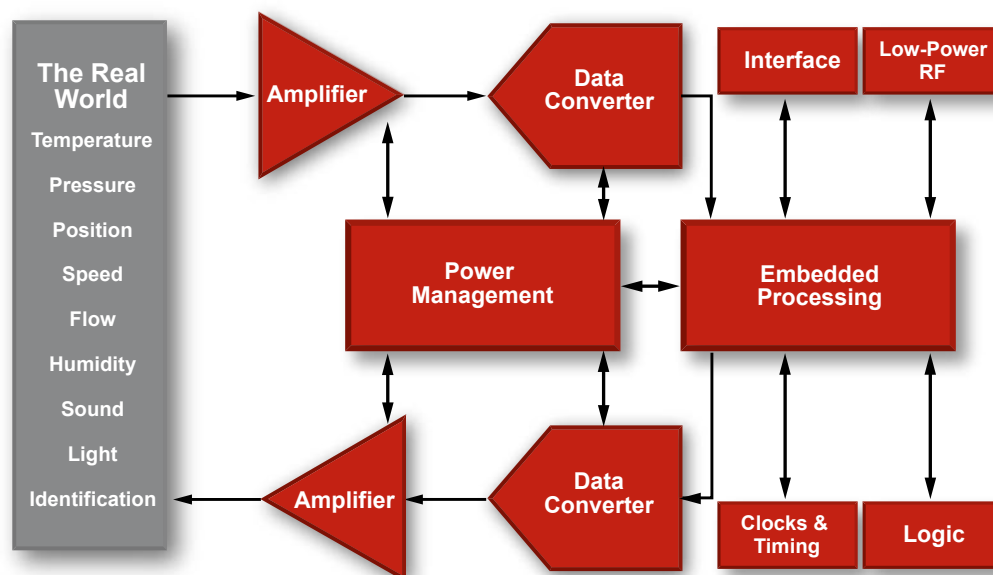 The Real
World
Temperature
Pressure
Position
Speed
Flow
Humidity
Sound
Light
Identification
Amplifier
Data
Converter
Interface
Low-Power
RF
Power
Management
Embedded
Processing
Amplifier
Data
Converter
Clocks &
Timing
Logic